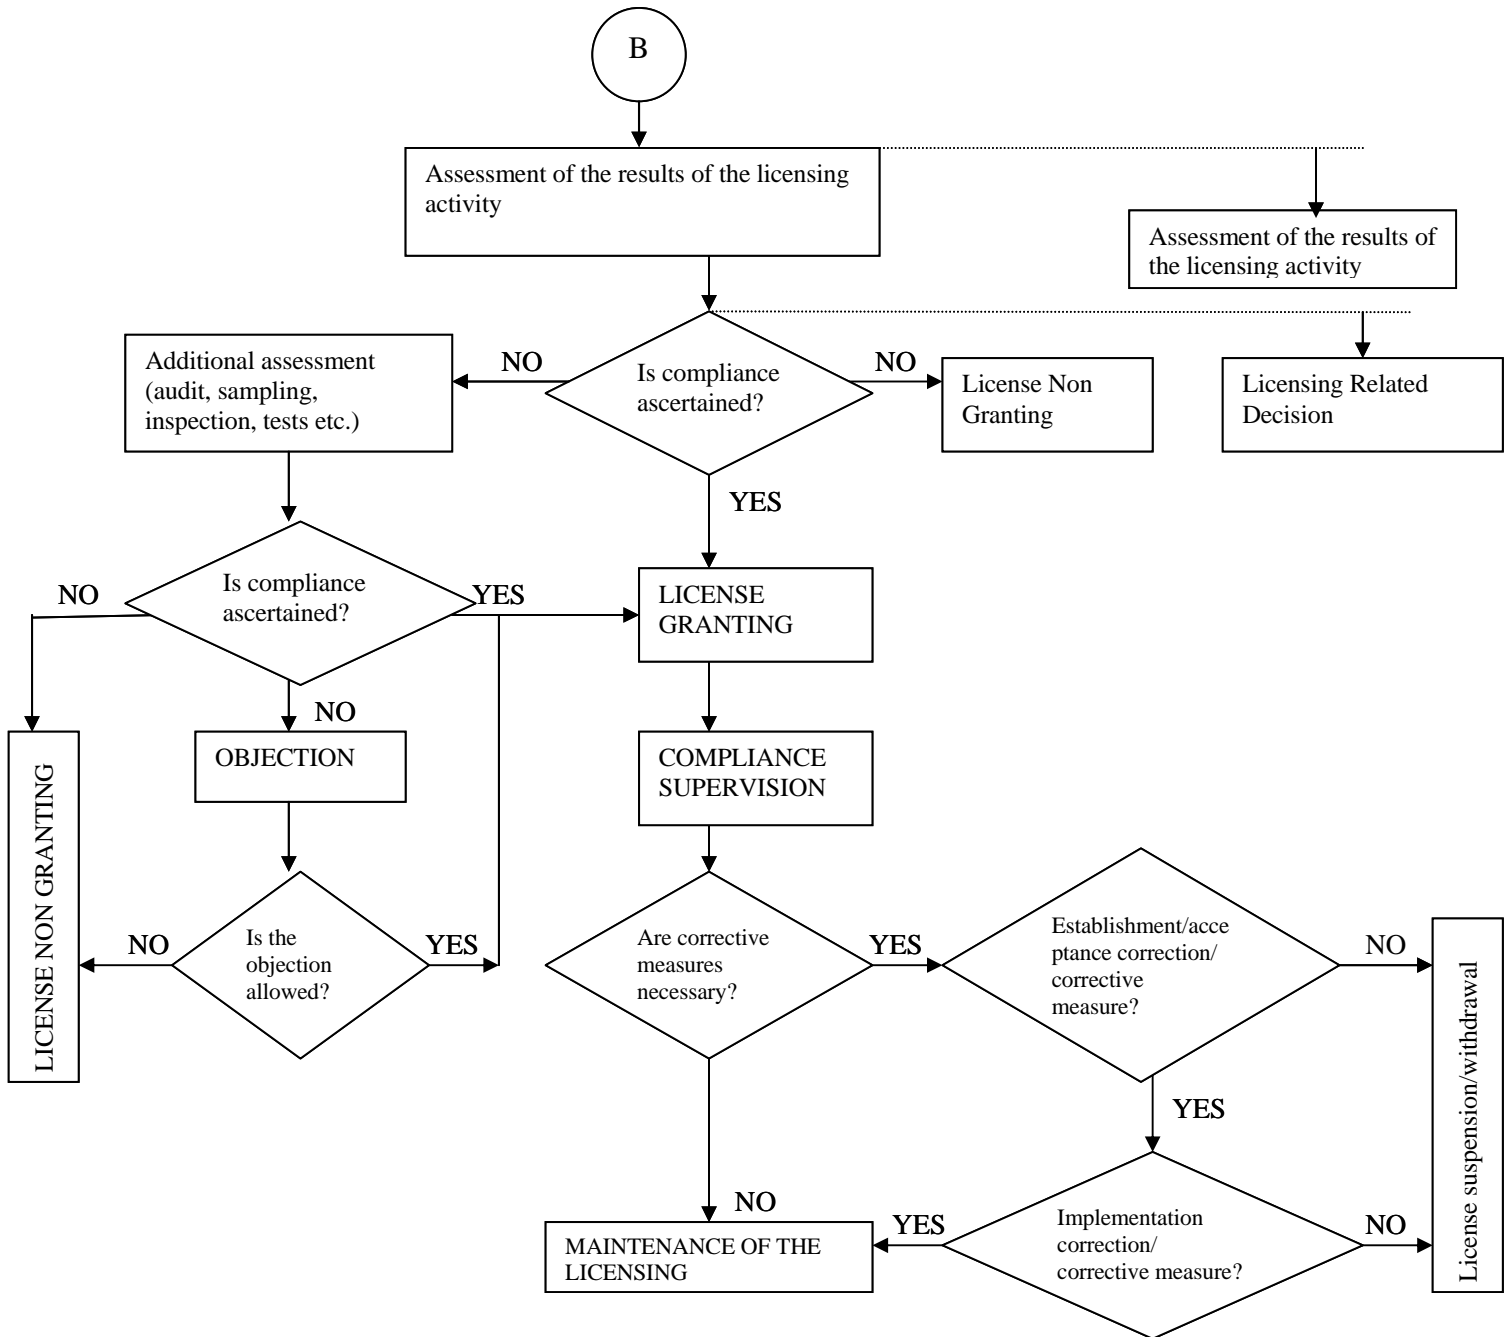 B
Assessment of the results of the licensing
activity
Assessment of the results of
the licensing activity
Additional assessment
(audit, sampling,
inspection, tests etc.)
NO
Is compliance
ascertained?
NO
License Non
Granting
Licensing Related
Decision
YES
NO
Is compliance
ascertained?
YES
LICENSE
GRANTING
NO
OBJECTION
COMPLIANCE
SUPERVISION
LICENSE NON GRANTING
NO
Is the
objection
allowed?
YES
Are corrective
measures
necessary?
YES
Establishment/acce
ptance correction/
corrective
measure?
NO
License suspension/withdrawal
YES
NO
MAINTENANCE OF THE
LICENSING
YES
Implementation
correction/
corrective measure?
NO